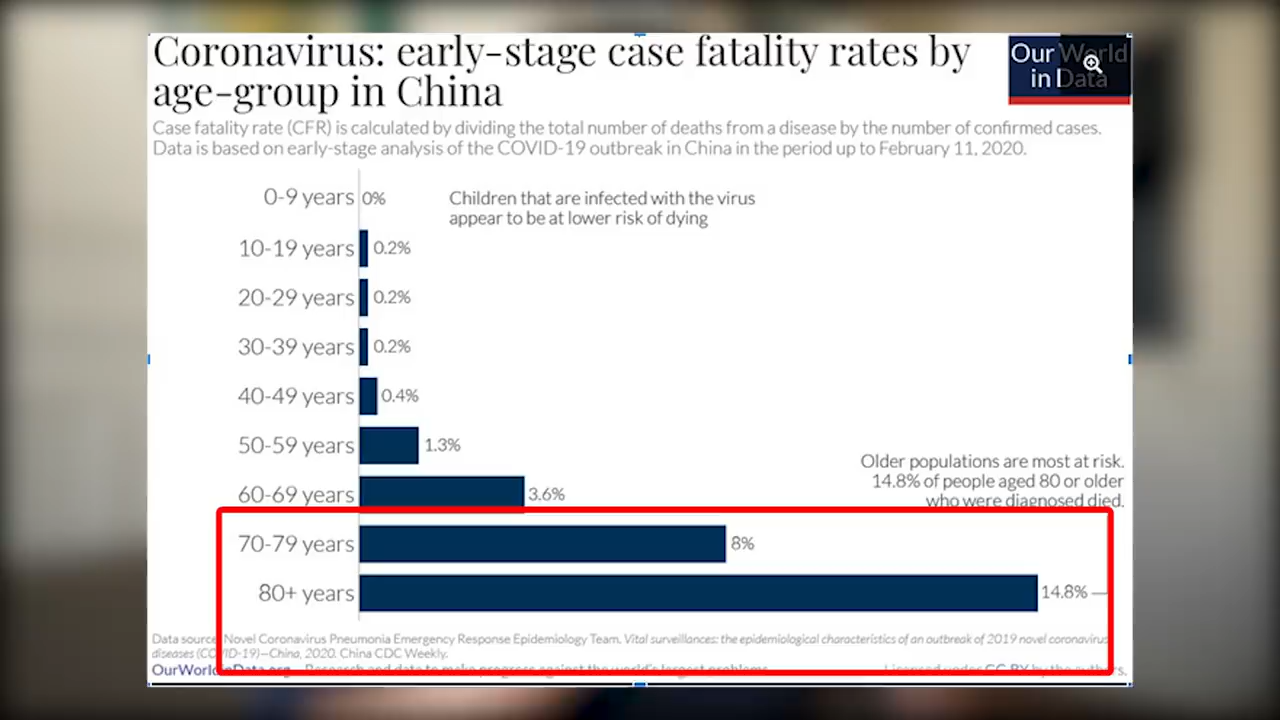 Coronavirus: early-stage case fatality rates by
age-group in China
Our World
in Data
Case fatality rate (CFR) is calculated by dividing the total number of deaths from a disease by the number of confirmed cases.
Data is based on early-stage analysis of the COVID-19 outbreak in China in the period up to February 11, 2020.
0-9 years 0%
Children that are infected with the virus
appear to be at lower risk of dying
10-19 years 0.2%
20-29 years 0.2%
30-39 years 0.2%
40-49 years 0.4%
50-59 years 1.3%
Older populations are most at risk.
14.8% of people aged 80 or older
who were diagnosed died.
60-69 years 3.6%
70-79 years 8%
80+ years 14.8%
Data source: Novel Coronavirus Pneumonia Emergency Response Epidemiology Team. Vital surveillances: the epidemiological characteristics of an outbreak of 2019 novel coronavirus
diseases (COVID-19)—China, 2020. China CDC Weekly.
OurWorldinData.org – Research and data to make progress against the world's largest problems. Licensed under CC-BY by the authors.